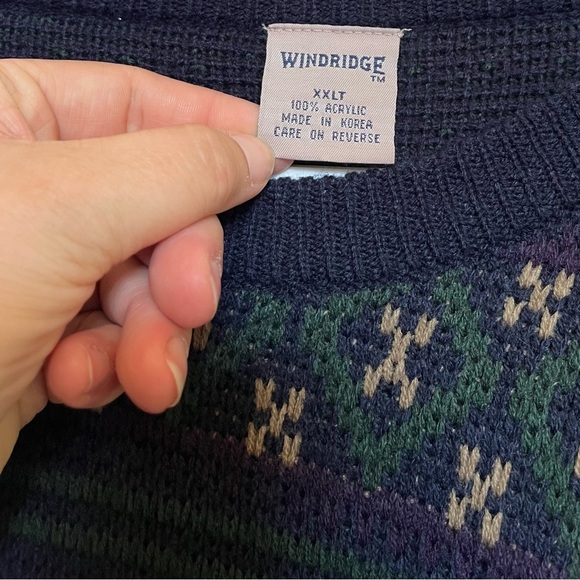 WINDRIDGE
TM
XXLT
100% ACRYLIC
MADE IN KOREA
CARE ON REVERSE